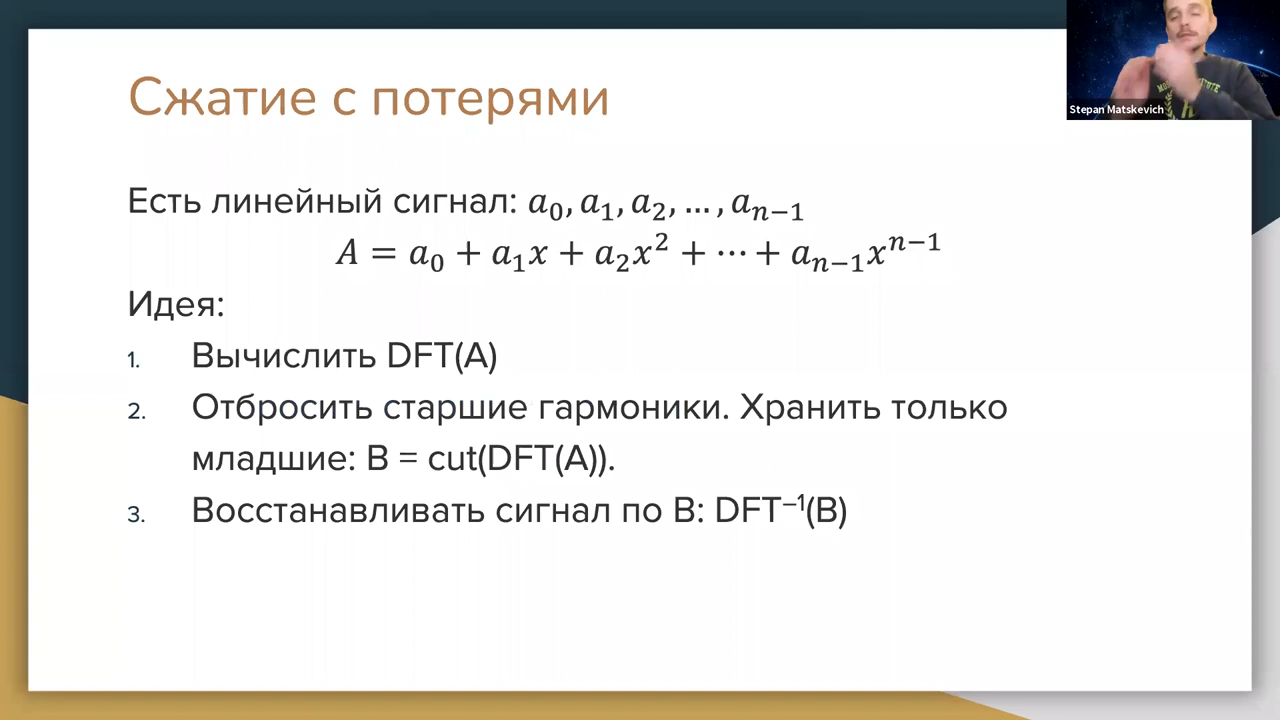 Сжатие с потерями
Stepan Matskevich
Есть линейный сигнал: a₀, a₁, a₂, … , aₙ₋₁
A = a₀ + a₁x + a₂x² + ⋯ + aₙ₋₁xⁿ⁻¹
Идея:
1. Вычислить DFT(A)
2. Отбросить старшие гармоники. Хранить только
младшие: B = cut(DFT(A)).
3. Восстанавливать сигнал по B: DFT⁻¹(B)